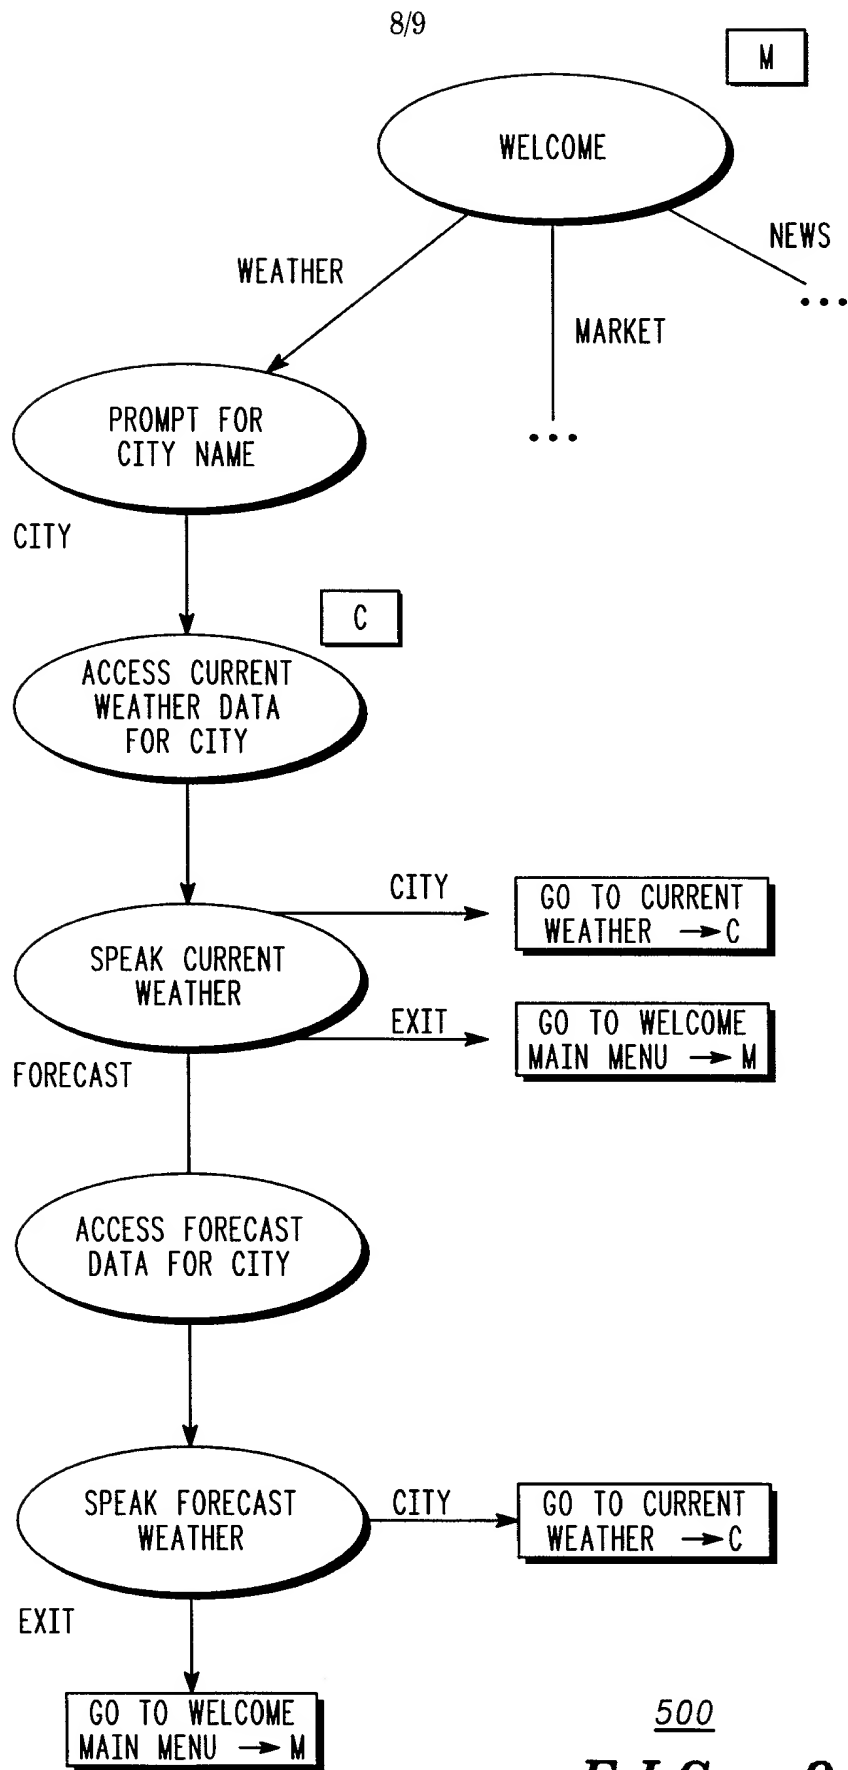 8/9
M
WELCOME
NEWS
...
WEATHER
MARKET
...
PROMPT FOR
CITY NAME
CITY
C
ACCESS CURRENT
WEATHER DATA
FOR CITY
CITY
GO TO CURRENT
WEATHER → C
SPEAK CURRENT
WEATHER
EXIT
GO TO WELCOME
MAIN MENU → M
FORECAST
ACCESS FORECAST
DATA FOR CITY
SPEAK FORECAST
WEATHER
CITY
GO TO CURRENT
WEATHER → C
EXIT
GO TO WELCOME
MAIN MENU → M
500
FIG.